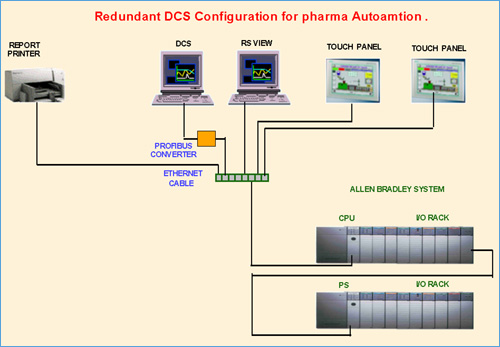 Redundant DCS Configuration for pharma Autoamtion .
REPORT
PRINTER
DCS
RS VIEW
TOUCH PANEL
TOUCH PANEL
PROFIBUS
CONVERTER
ETHERNET
CABLE
ALLEN BRADLEY SYSTEM
CPU
I/O RACK
PS
I/O RACK